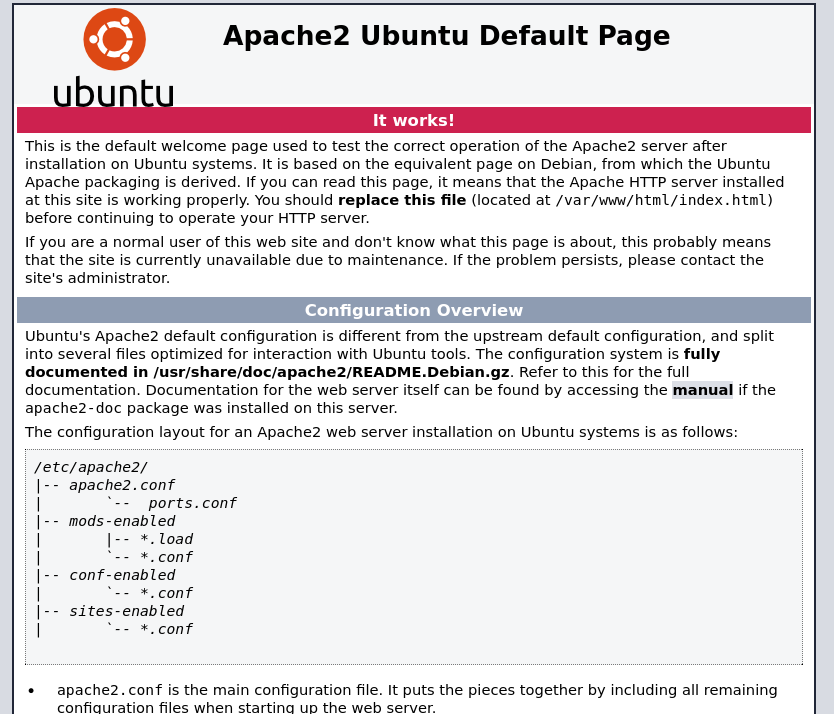 ubuntu
Apache2 Ubuntu Default Page
It works!
This is the default welcome page used to test the correct operation of the Apache2 server after
installation on Ubuntu systems. It is based on the equivalent page on Debian, from which the Ubuntu
Apache packaging is derived. If you can read this page, it means that the Apache HTTP server installed
at this site is working properly. You should replace this file (located at /var/www/html/index.html)
before continuing to operate your HTTP server.
If you are a normal user of this web site and don't know what this page is about, this probably means
that the site is currently unavailable due to maintenance. If the problem persists, please contact the
site's administrator.
Configuration Overview
Ubuntu's Apache2 default configuration is different from the upstream default configuration, and split
into several files optimized for interaction with Ubuntu tools. The configuration system is fully
documented in /usr/share/doc/apache2/README.Debian.gz. Refer to this for the full
documentation. Documentation for the web server itself can be found by accessing the manual if the
apache2-doc package was installed on this server.
The configuration layout for an Apache2 web server installation on Ubuntu systems is as follows:
/etc/apache2/
|-- apache2.conf
|       `--  ports.conf
|-- mods-enabled
|       |-- *.load
|       `-- *.conf
|-- conf-enabled
|       `-- *.conf
|-- sites-enabled
|       `-- *.conf
• apache2.conf is the main configuration file. It puts the pieces together by including all remaining
configuration files when starting up the web server.